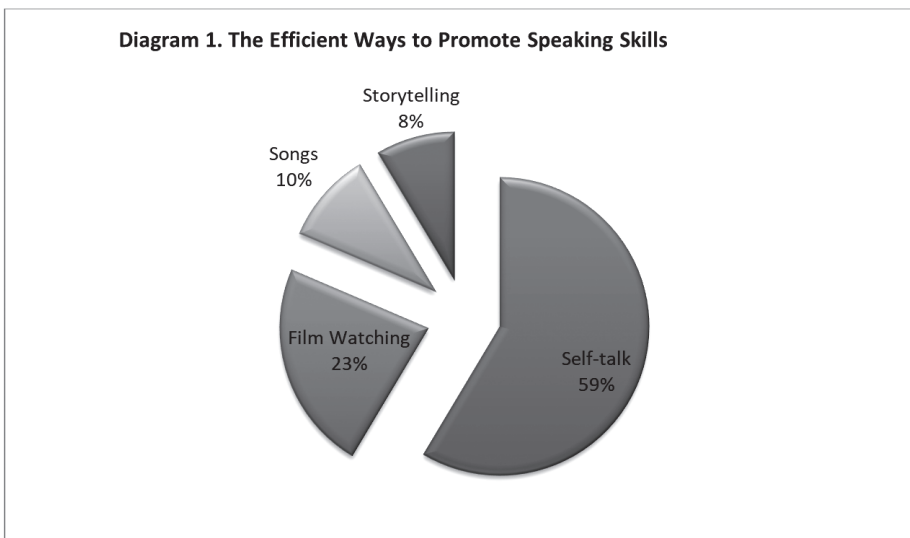 Diagram 1. The Efficient Ways to Promote Speaking Skills
Storytelling
8%
Songs
10%
Film Watching
23%
Self-talk
59%